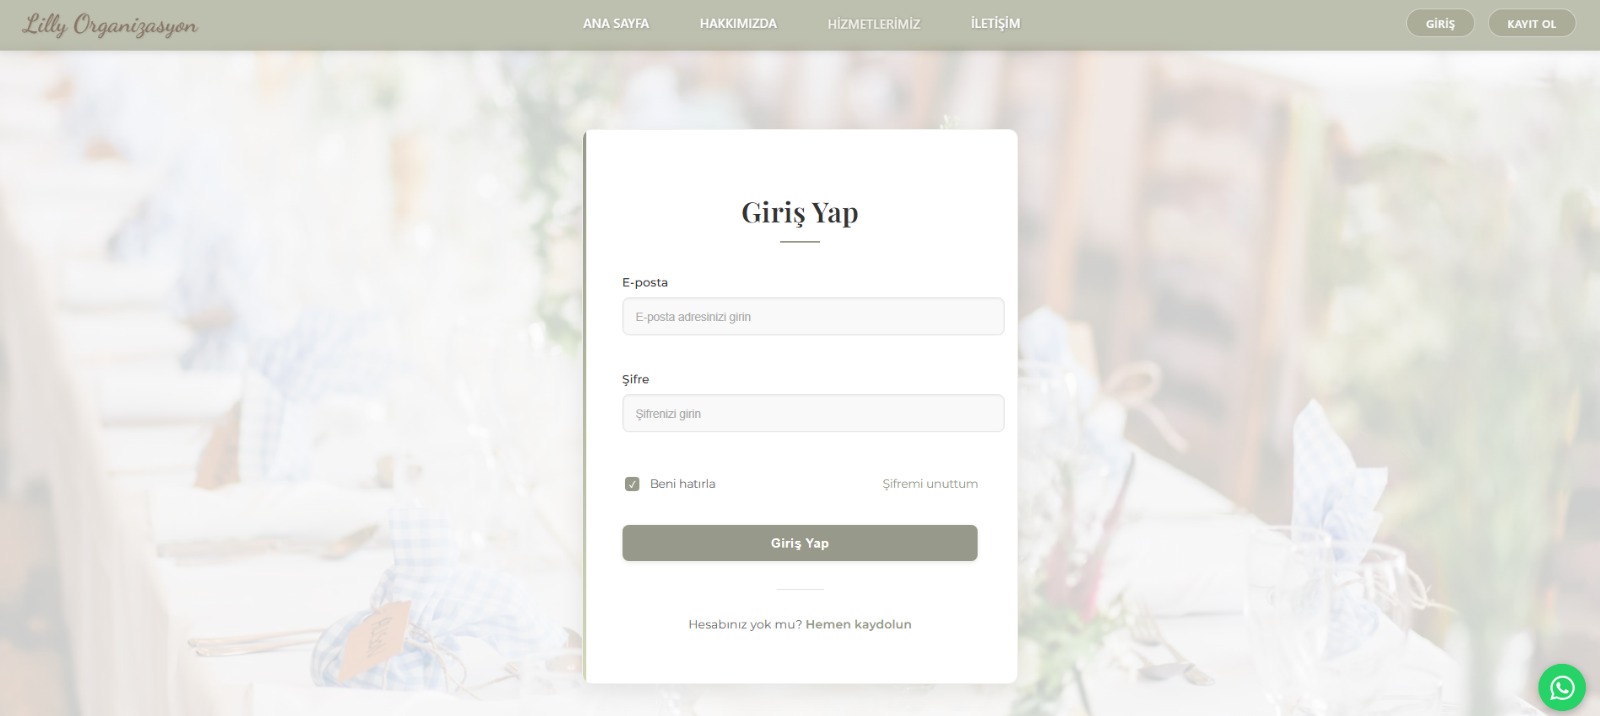 Lilly Organizasyon
ANA SAYFA
HAKKIMIZDA
HİZMETLERİMİZ
İLETİŞİM
GİRİŞ
KAYIT OL
Giriş Yap
E-posta
E-posta adresinizi girin
Şifre
Şifrenizi girin
Beni hatırla
Şifremi unuttum
Giriş Yap
Hesabınız yok mu? Hemen kaydolun